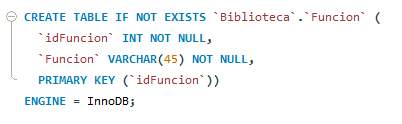 CREATE TABLE IF NOT EXISTS `Biblioteca`.`Funcion` (
`idFuncion` INT NOT NULL,
`Funcion` VARCHAR(45) NOT NULL,
PRIMARY KEY (`idFuncion`))
ENGINE = InnoDB;